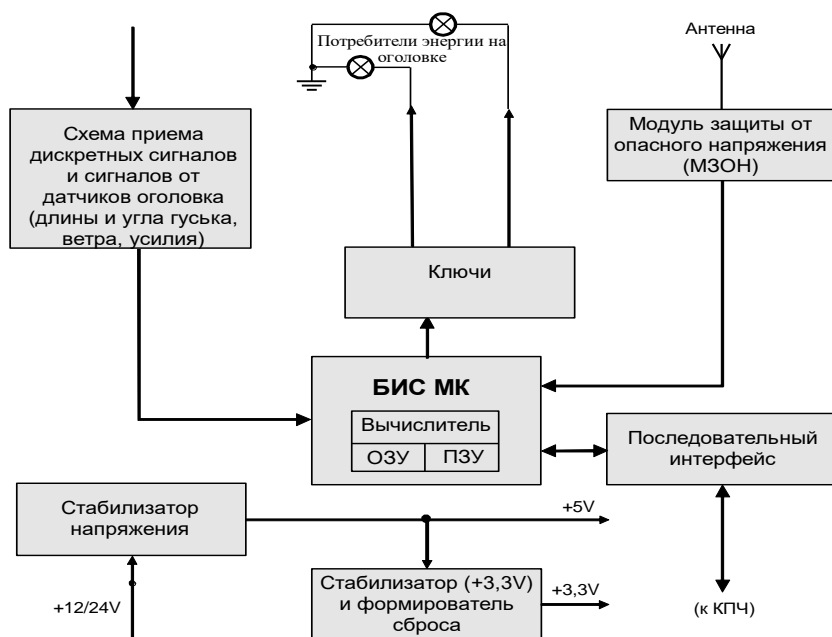 Потребители энергии на
оголовке
Антенна
Схема приема
дискретных сигналов
и сигналов от
датчиков оголовка
(длины и угла гуська,
ветра, усилия)
Модуль защиты от
опасного напряжения
(МЗОН)
Ключи
БИС МК
Вычислитель
ОЗУ
ПЗУ
Последовательный
интерфейс
Стабилизатор
напряжения
+5V
+12/24V
Стабилизатор (+3,3V)
и формирователь
сброса
+3,3V
(к КПЧ)